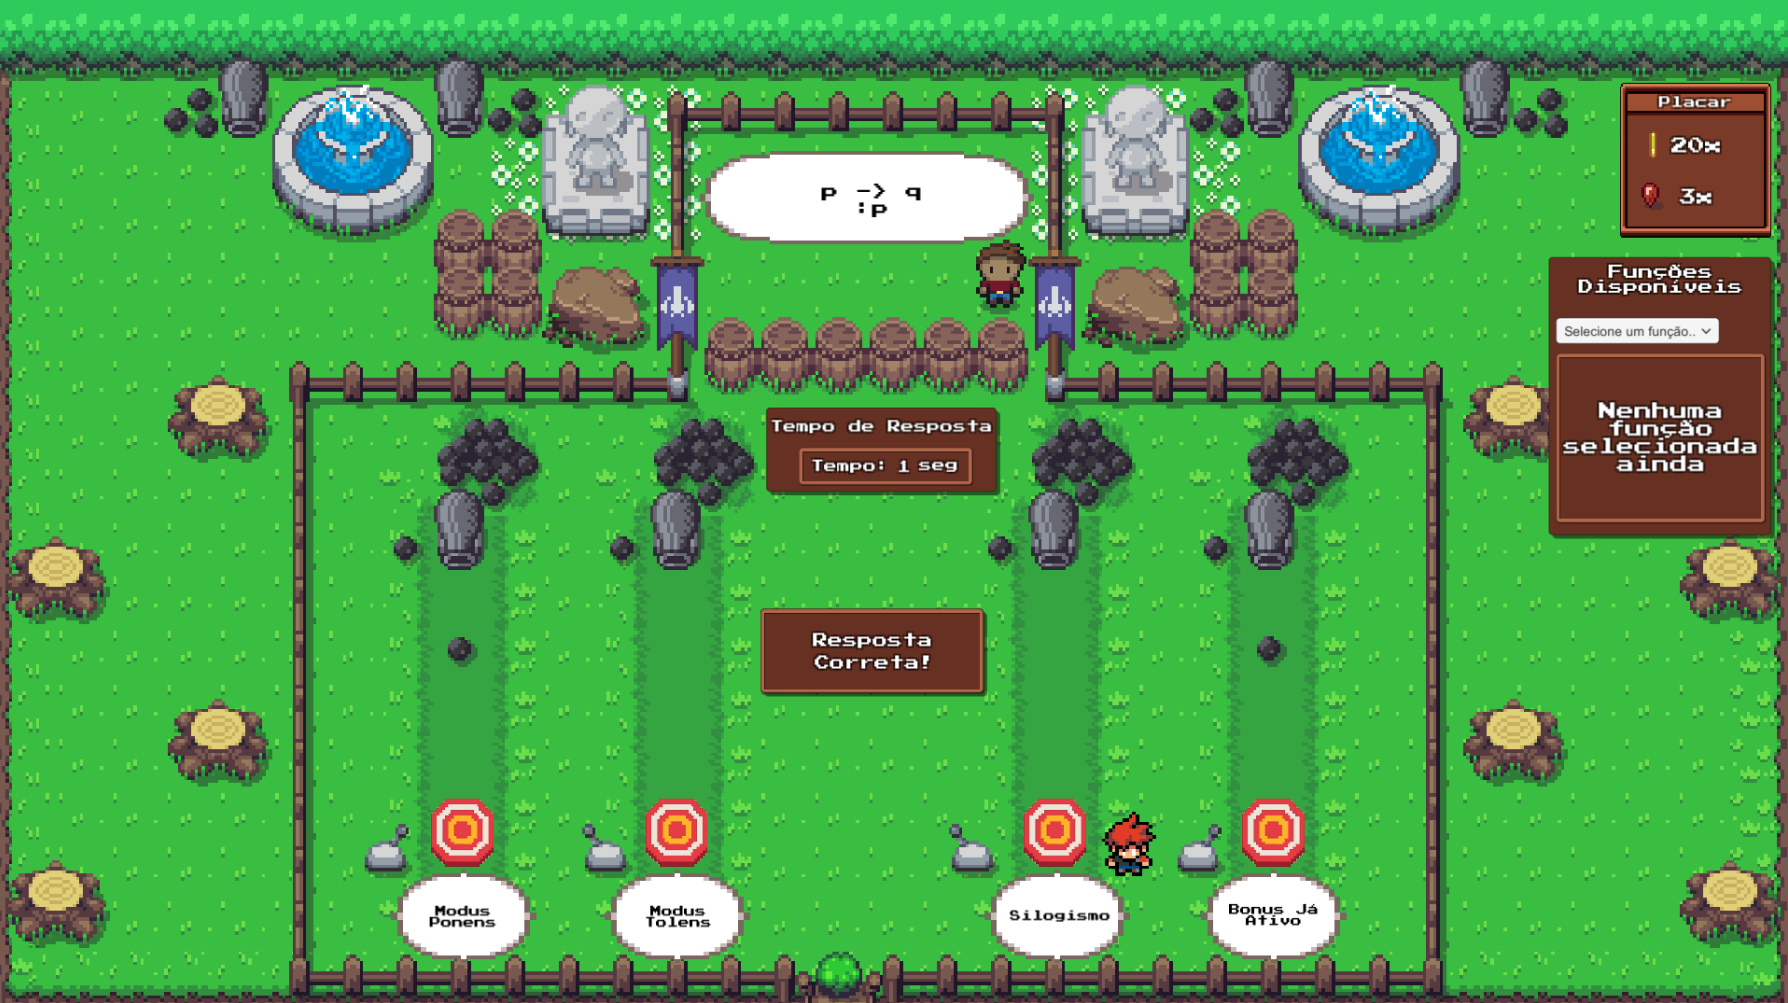 Placar
20x
3x
p -> q
:p
Funções
Disponíveis
Selecione um função..
Nenhuma
função
selecionada
ainda
Tempo de Resposta
Tempo: 1 seg
Resposta
Correta!
Modus
Ponens
Modus
Tolens
Silogismo
Bonus Já
Ativo